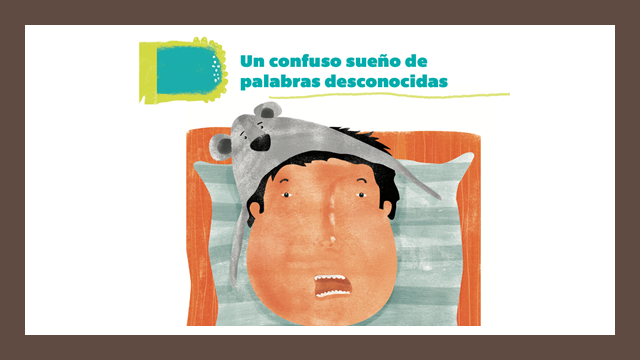 Un confuso sueño de
palabras desconocidas